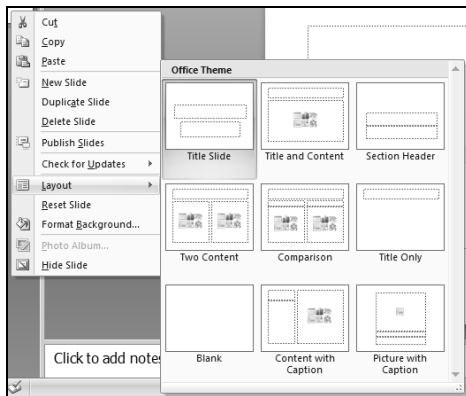 Cut
Copy
Paste
New Slide
Duplicate Slide
Delete Slide
Publish Slides
Check for Updates
Layout
Reset Slide
Format Background...
Photo Album...
Hide Slide
Office Theme
Title Slide
Title and Content
Section Header
Two Content
Comparison
Title Only
Blank
Content with
Caption
Picture with
Caption
Click to add notes